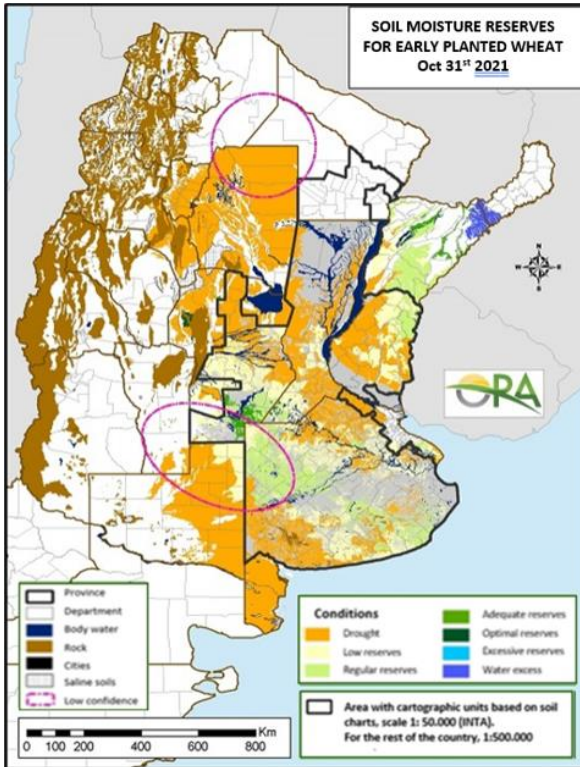 SOIL MOISTURE RESERVES
FOR EARLY PLANTED WHEAT
Oct 31st 2021
N
W
E
S
ORA
Province
Department
Body water
Rock
Cities
Saline soils
Low confidence
Conditions
Drought
Low reserves
Regular reserves
Adequate reserves
Optimal reserves
Excessive reserves
Water excess
Area with cartographic units based on soil
charts, scale 1: 50.000 (INTA).
For the rest of the country, 1:500.000
Km
0 200 400 600 800